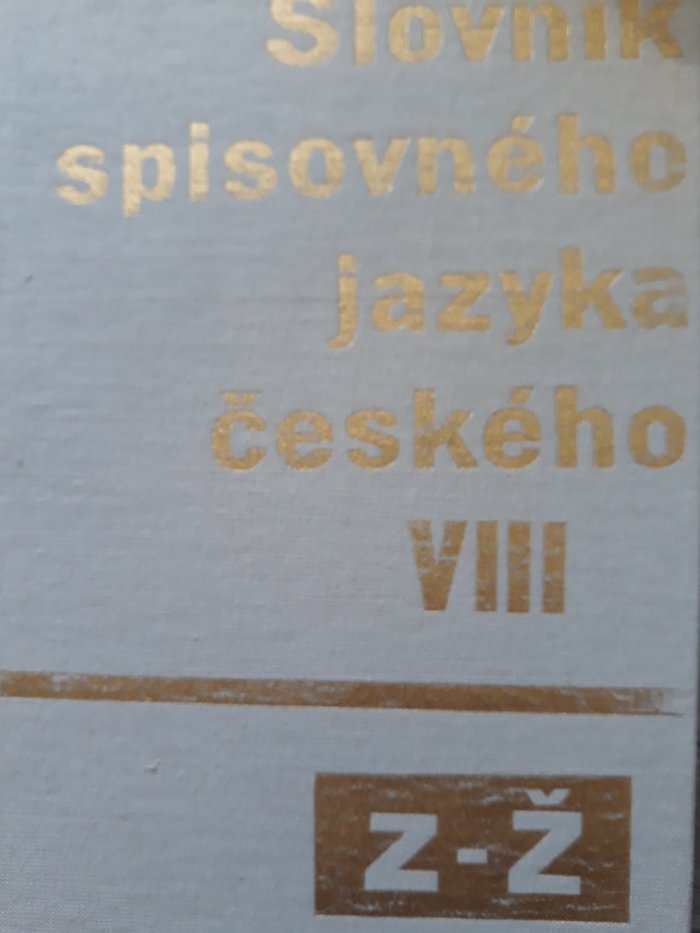 Slovník
spisovného
jazyka
českého
VIII
Z-Ž